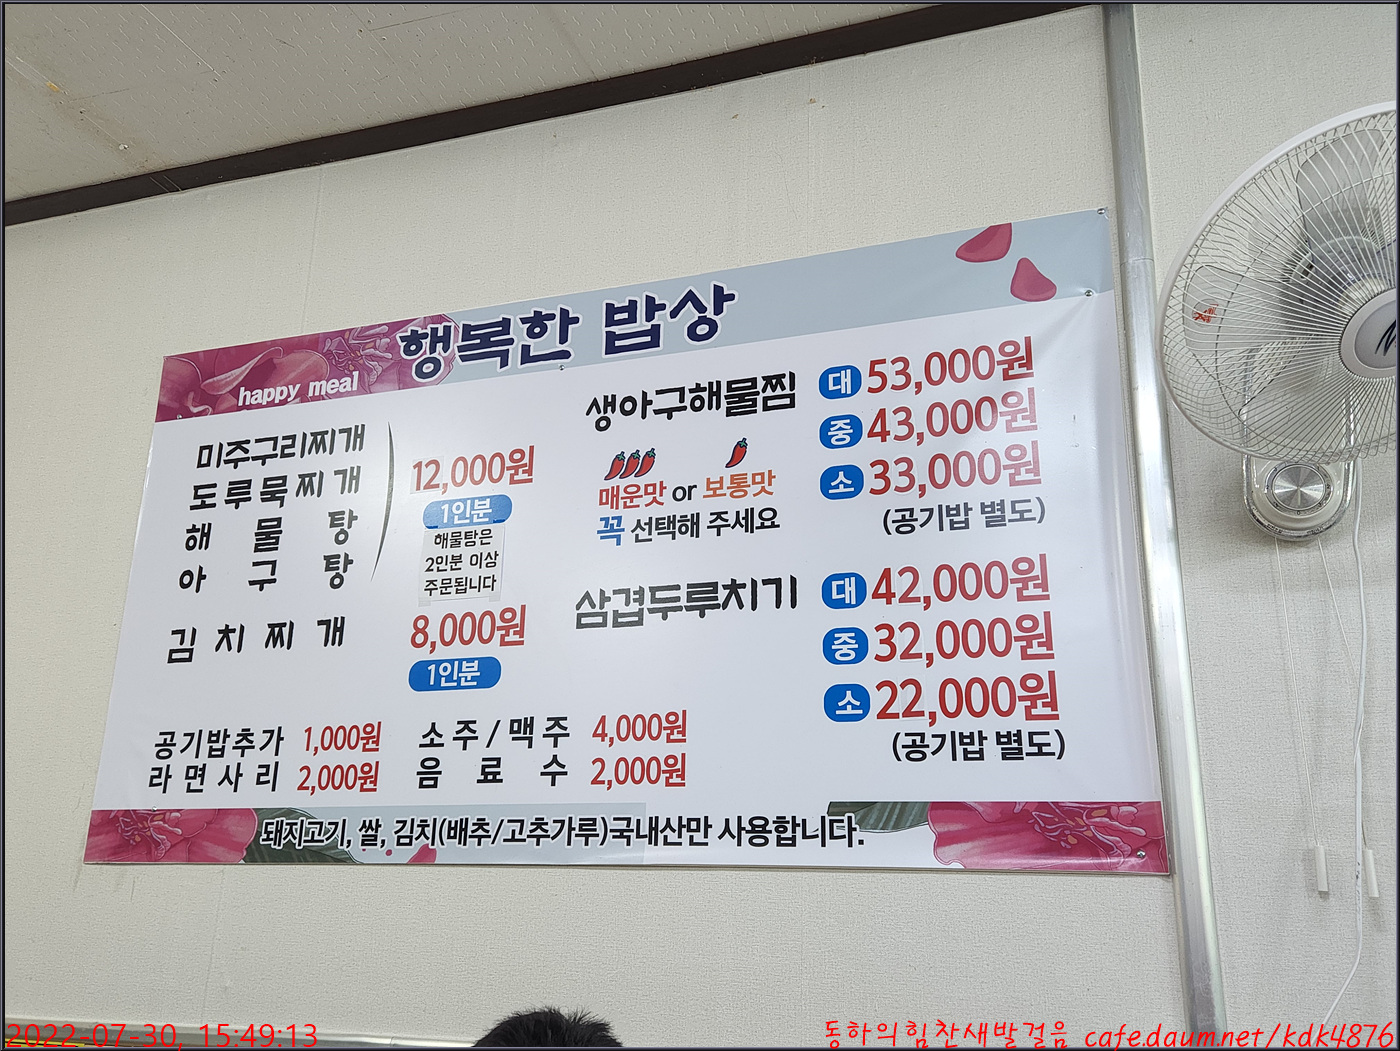 행복한 밥상
happy meal
미주구리찌개
도루묵찌개
해물탕
아구탕
12,000원
1인분
해물탕은
2인분 이상
주문됩니다
김치찌개
8,000원
1인분
공기밥추가 1,000원
라면사리 2,000원
소주/맥주 4,000원
음료수 2,000원
생아구해물찜
대 53,000원
중 43,000원
소 33,000원
(공기밥 별도)
매운맛 or 보통맛
꼭 선택해 주세요
삼겹두루치기
대 42,000원
중 32,000원
소 22,000원
(공기밥 별도)
돼지고기, 쌀, 김치(배추/고추가루)국내산만 사용합니다.
2022-07-30, 15:49:13
동하의힘찬새발걸음 cafe.daum.net/kdk4876